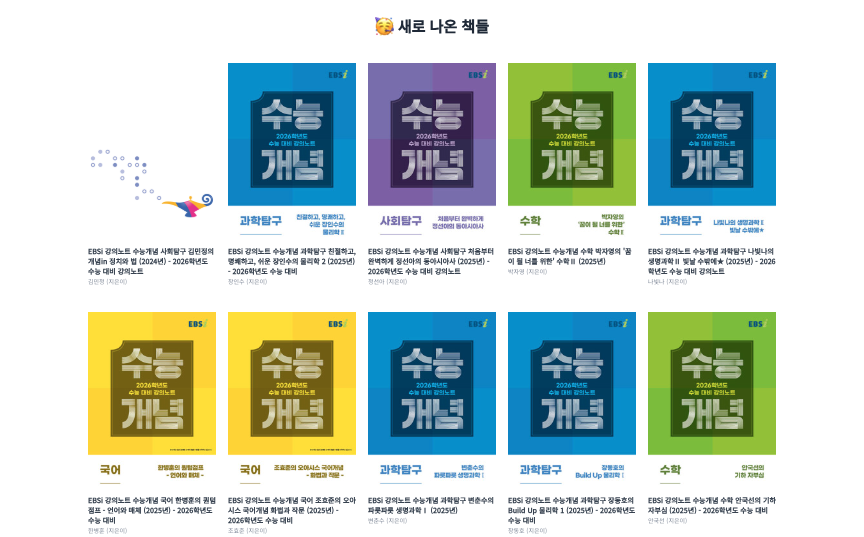 🥳 새로 나온 책들
EBSi
수능
2026학년도
수능 대비 강의노트
개념
과학탐구
친절하고, 명쾌하고,
쉬운 장인수의
물리학 Ⅱ
EBSi
수능
2026학년도
수능 대비 강의노트
개념
사회탐구
처음부터 완벽하게
정선아의 동아시아사
EBSi
수능
2026학년도
수능 대비 강의노트
개념
수학
박자영의
'꿈이 될 너를 위한'
수학Ⅱ
EBSi
수능
2026학년도
수능 대비 강의노트
개념
과학탐구
나빛나의 생명과학Ⅱ
빛날 수밖에★
EBSi 강의노트 수능개념 사회탐구 김민정의
개념in 정치와 법 (2024년) - 2026학년도
수능 대비 강의노트
김민정 (지은이)
EBSi 강의노트 수능개념 과학탐구 친절하고,
명쾌하고, 쉬운 장인수의 물리학 2 (2025년)
- 2026학년도 수능 대비
장인수 (지은이)
EBSi 강의노트 수능개념 사회탐구 처음부터
완벽하게 정선아의 동아시아사 (2025년) -
2026학년도 수능 대비 강의노트
정선아 (지은이)
EBSi 강의노트 수능개념 수학 박자영의 '꿈
이 될 너를 위한' 수학Ⅱ (2025년)
박자영 (지은이)
EBSi 강의노트 수능개념 과학탐구 나빛나의
생명과학Ⅱ 빛날 수밖에★ (2025년) - 2026
학년도 수능 대비 강의노트
나빛나 (지은이)
EBSi
수능
2026학년도
수능 대비 강의노트
개념
국어
한병훈의 퀀텀점프
- 언어와 매체 -
EBSi
수능
2026학년도
수능 대비 강의노트
개념
국어
조효준의 오아시스 국어개념
- 화법과 작문 -
EBSi
수능
2026학년도
수능 대비 강의노트
개념
과학탐구
변춘수의
파릇파릇 생명과학Ⅰ
EBSi
수능
2026학년도
수능 대비 강의노트
개념
과학탐구
장동호의
Build Up 물리학Ⅰ
EBSi
수능
2026학년도
수능 대비 강의노트
개념
수학
안국선의
기하 자부심
EBSi 강의노트 수능개념 국어 한병훈의 퀀텀
점프 - 언어와 매체 (2025년) - 2026학년도
수능 대비
한병훈 (지은이)
EBSi 강의노트 수능개념 국어 조효준의 오아
시스 국어개념 화법과 작문 (2025년) -
2026학년도 수능 대비
조효준 (지은이)
EBSi 강의노트 수능개념 과학탐구 변춘수의
파릇파릇 생명과학Ⅰ (2025년)
변춘수 (지은이)
EBSi 강의노트 수능개념 과학탐구 장동호의
Build Up 물리학 1 (2025년) - 2026학년도
수능 대비
장동호 (지은이)
EBSi 강의노트 수능개념 수학 안국선의 기하
자부심 (2025년) - 2026학년도 수능 대비
안국선 (지은이)